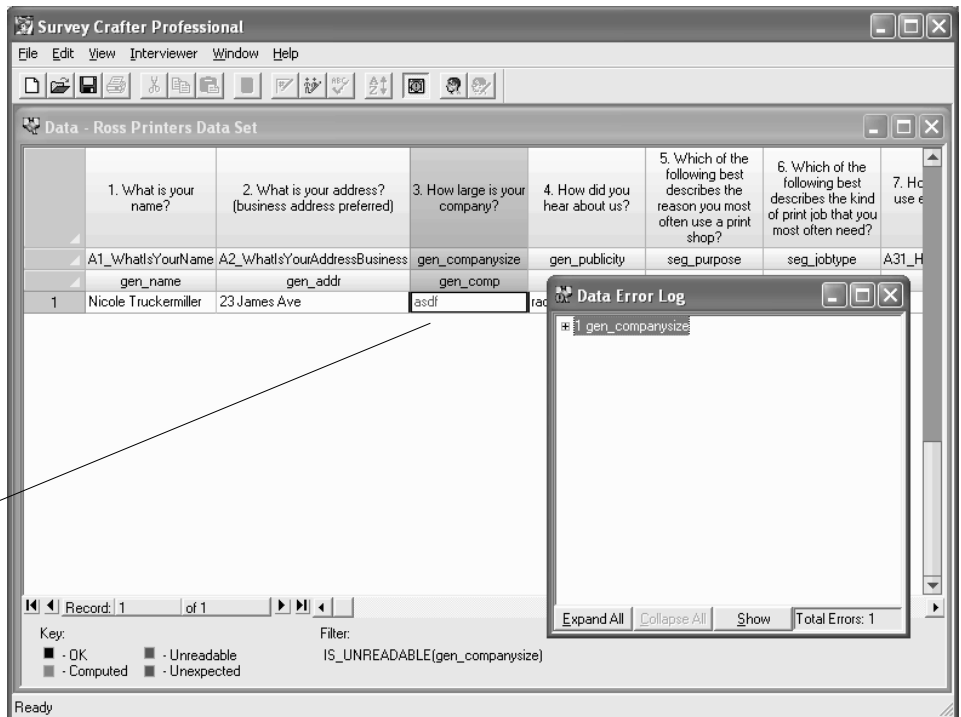 Survey Crafter Professional
File Edit View Interviewer Window Help
Data - Ross Printers Data Set
1. What is your name?
2. What is your address? (business address preferred)
3. How large is your company?
4. How did you hear about us?
5. Which of the following best describes the reason you most often use a print shop?
6. Which of the following best describes the kind of print job that you most often need?
7. Ho
use e
A1_WhatIsYourName A2_WhatIsYourAddressBusiness gen_companysize gen_publicity seg_purpose seg_jobtype A31_H
gen_name gen_addr gen_comp
1 Nicole Truckermiller 23 James Ave asdf rac
Data Error Log
1 gen_companysize
Expand All Collapse All Show Total Errors: 1
Record: 1 of 1
Key: Filter:
- OK - Unreadable IS_UNREADABLE(gen_companysize)
- Computed - Unexpected
Ready